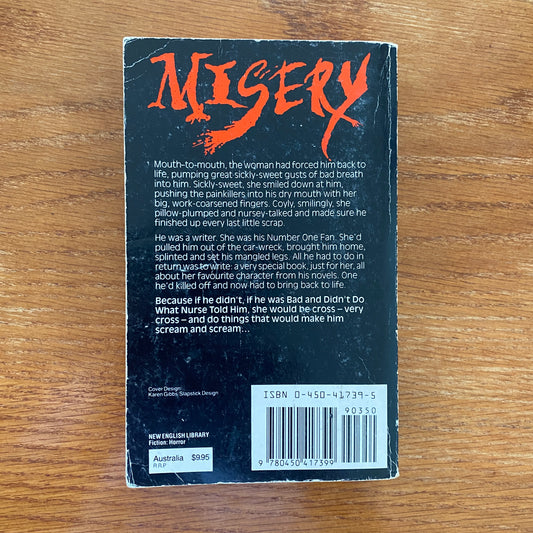 MISERY
Mouth-to-mouth, the woman had forced him back to
life, pumping great sickly-sweet gusts of bad breath
into him. Sickly-sweet, she smiled down at him,
pushing the painkillers into his dry mouth with her
big, work-coarsened fingers. Coyly, smilingly, she
pillow-plumped and nursey-talked and made sure he
finished up every last little scrap.
He was a writer. She was his Number One Fan. She'd
pulled him out of the car-wreck, brought him home,
splinted and set his mangled legs. All he had to do in
return was to write a very special book, just for her, all
about her favourite character from his novels. One
he'd killed off and now had to bring back to life.
Because if he didn't, if he was Bad and Didn't Do
What Nurse Told Him, she would be cross – very
cross – and do things that would make him
scream and scream...
Cover Design:
Karen Gibbs, Slapstick Design
ISBN 0-450-41739-5
90350
NEW ENGLISH LIBRARY
Fiction: Horror
Australia $9.95
R.R.P.
9 780450 417399